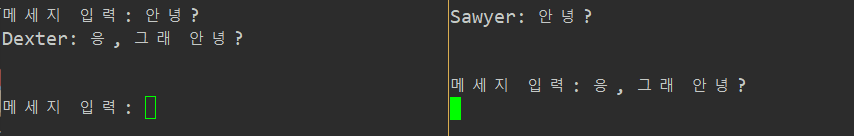 메세지 입력: 안녕?
Dexter: 응, 그래 안녕?
메세지 입력:
Sawyer: 안녕?
메세지 입력: 응, 그래 안녕?